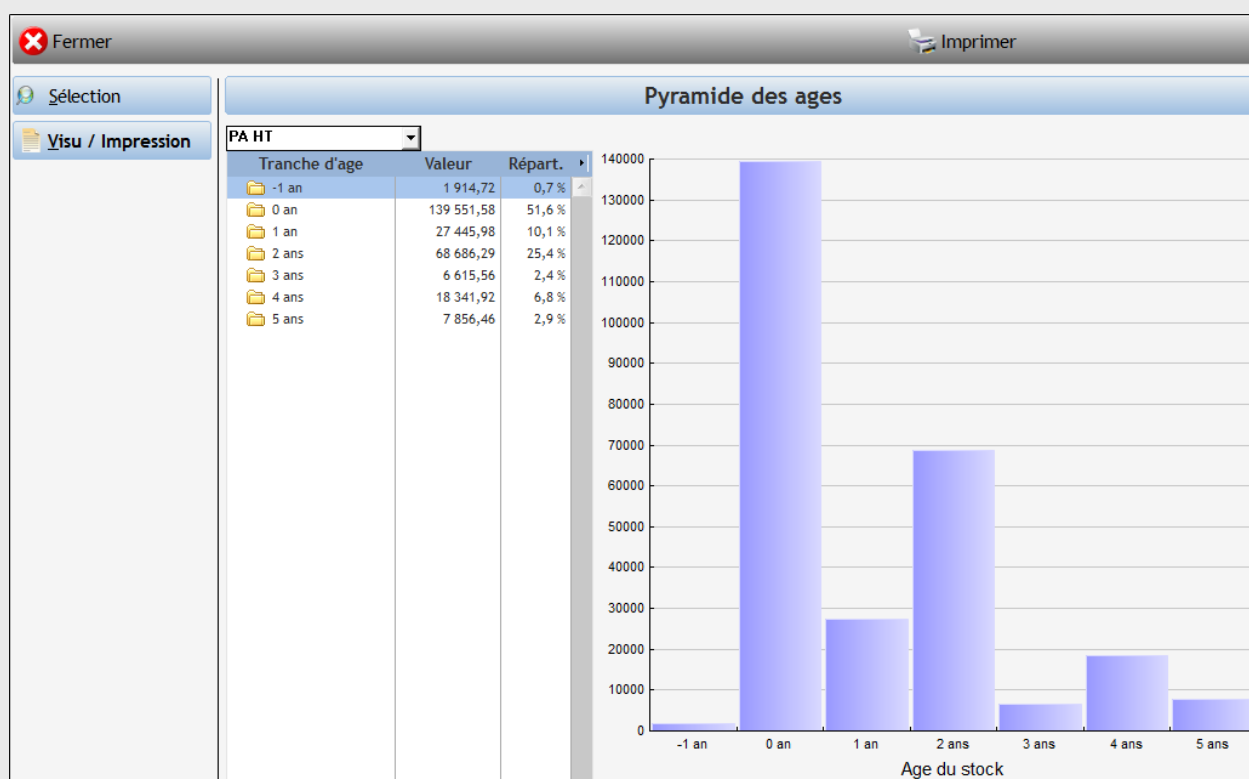 Fermer
Imprimer
Sélection
Visu / Impression
Pyramide des ages
PA HT
Tranche d'age Valeur Répart.
-1 an 1 914,72 0,7 %
0 an 139 551,58 51,6 %
1 an 27 445,98 10,1 %
2 ans 68 686,29 25,4 %
3 ans 6 615,56 2,4 %
4 ans 18 341,92 6,8 %
5 ans 7 856,46 2,9 %
140000
130000
120000
110000
100000
90000
80000
70000
60000
50000
40000
30000
20000
10000
0
-1 an 0 an 1 an 2 ans 3 ans 4 ans 5 ans
Age du stock